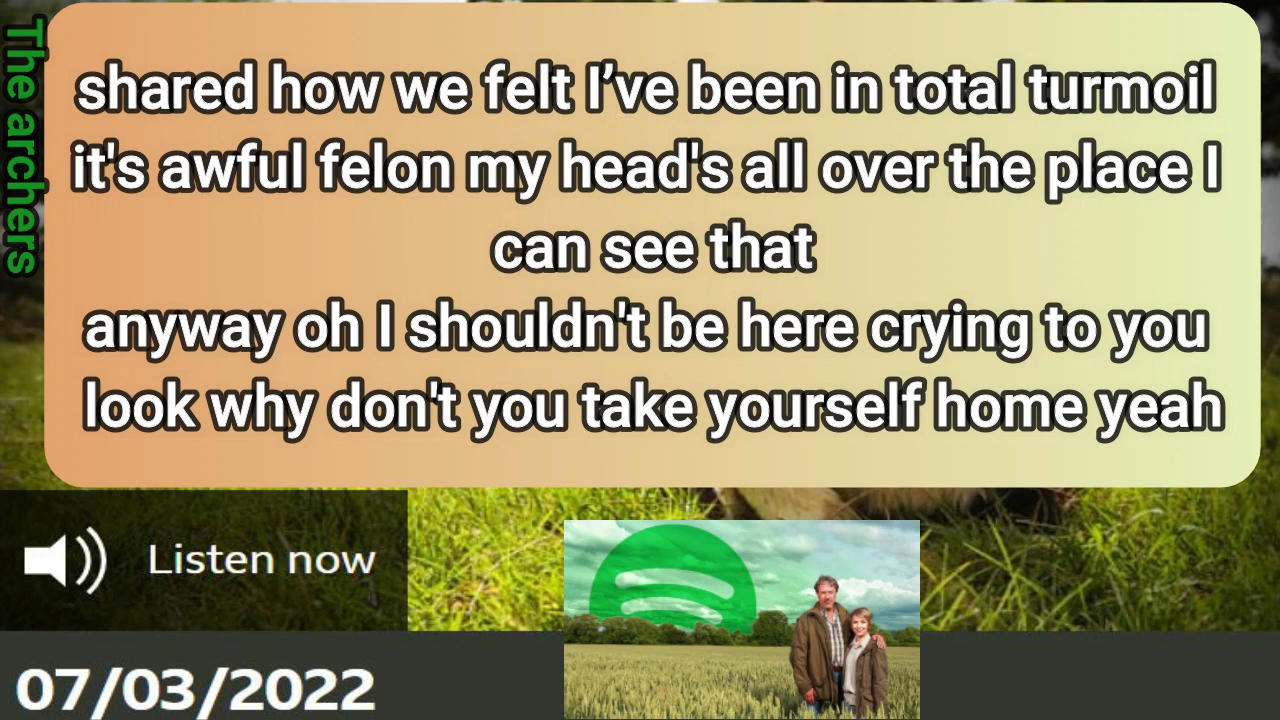 The archers
shared how we felt I’ve been in total turmoil
it's awful felon my head's all over the place I
can see that
anyway oh I shouldn't be here crying to you
look why don't you take yourself home yeah
Listen now
07/03/2022